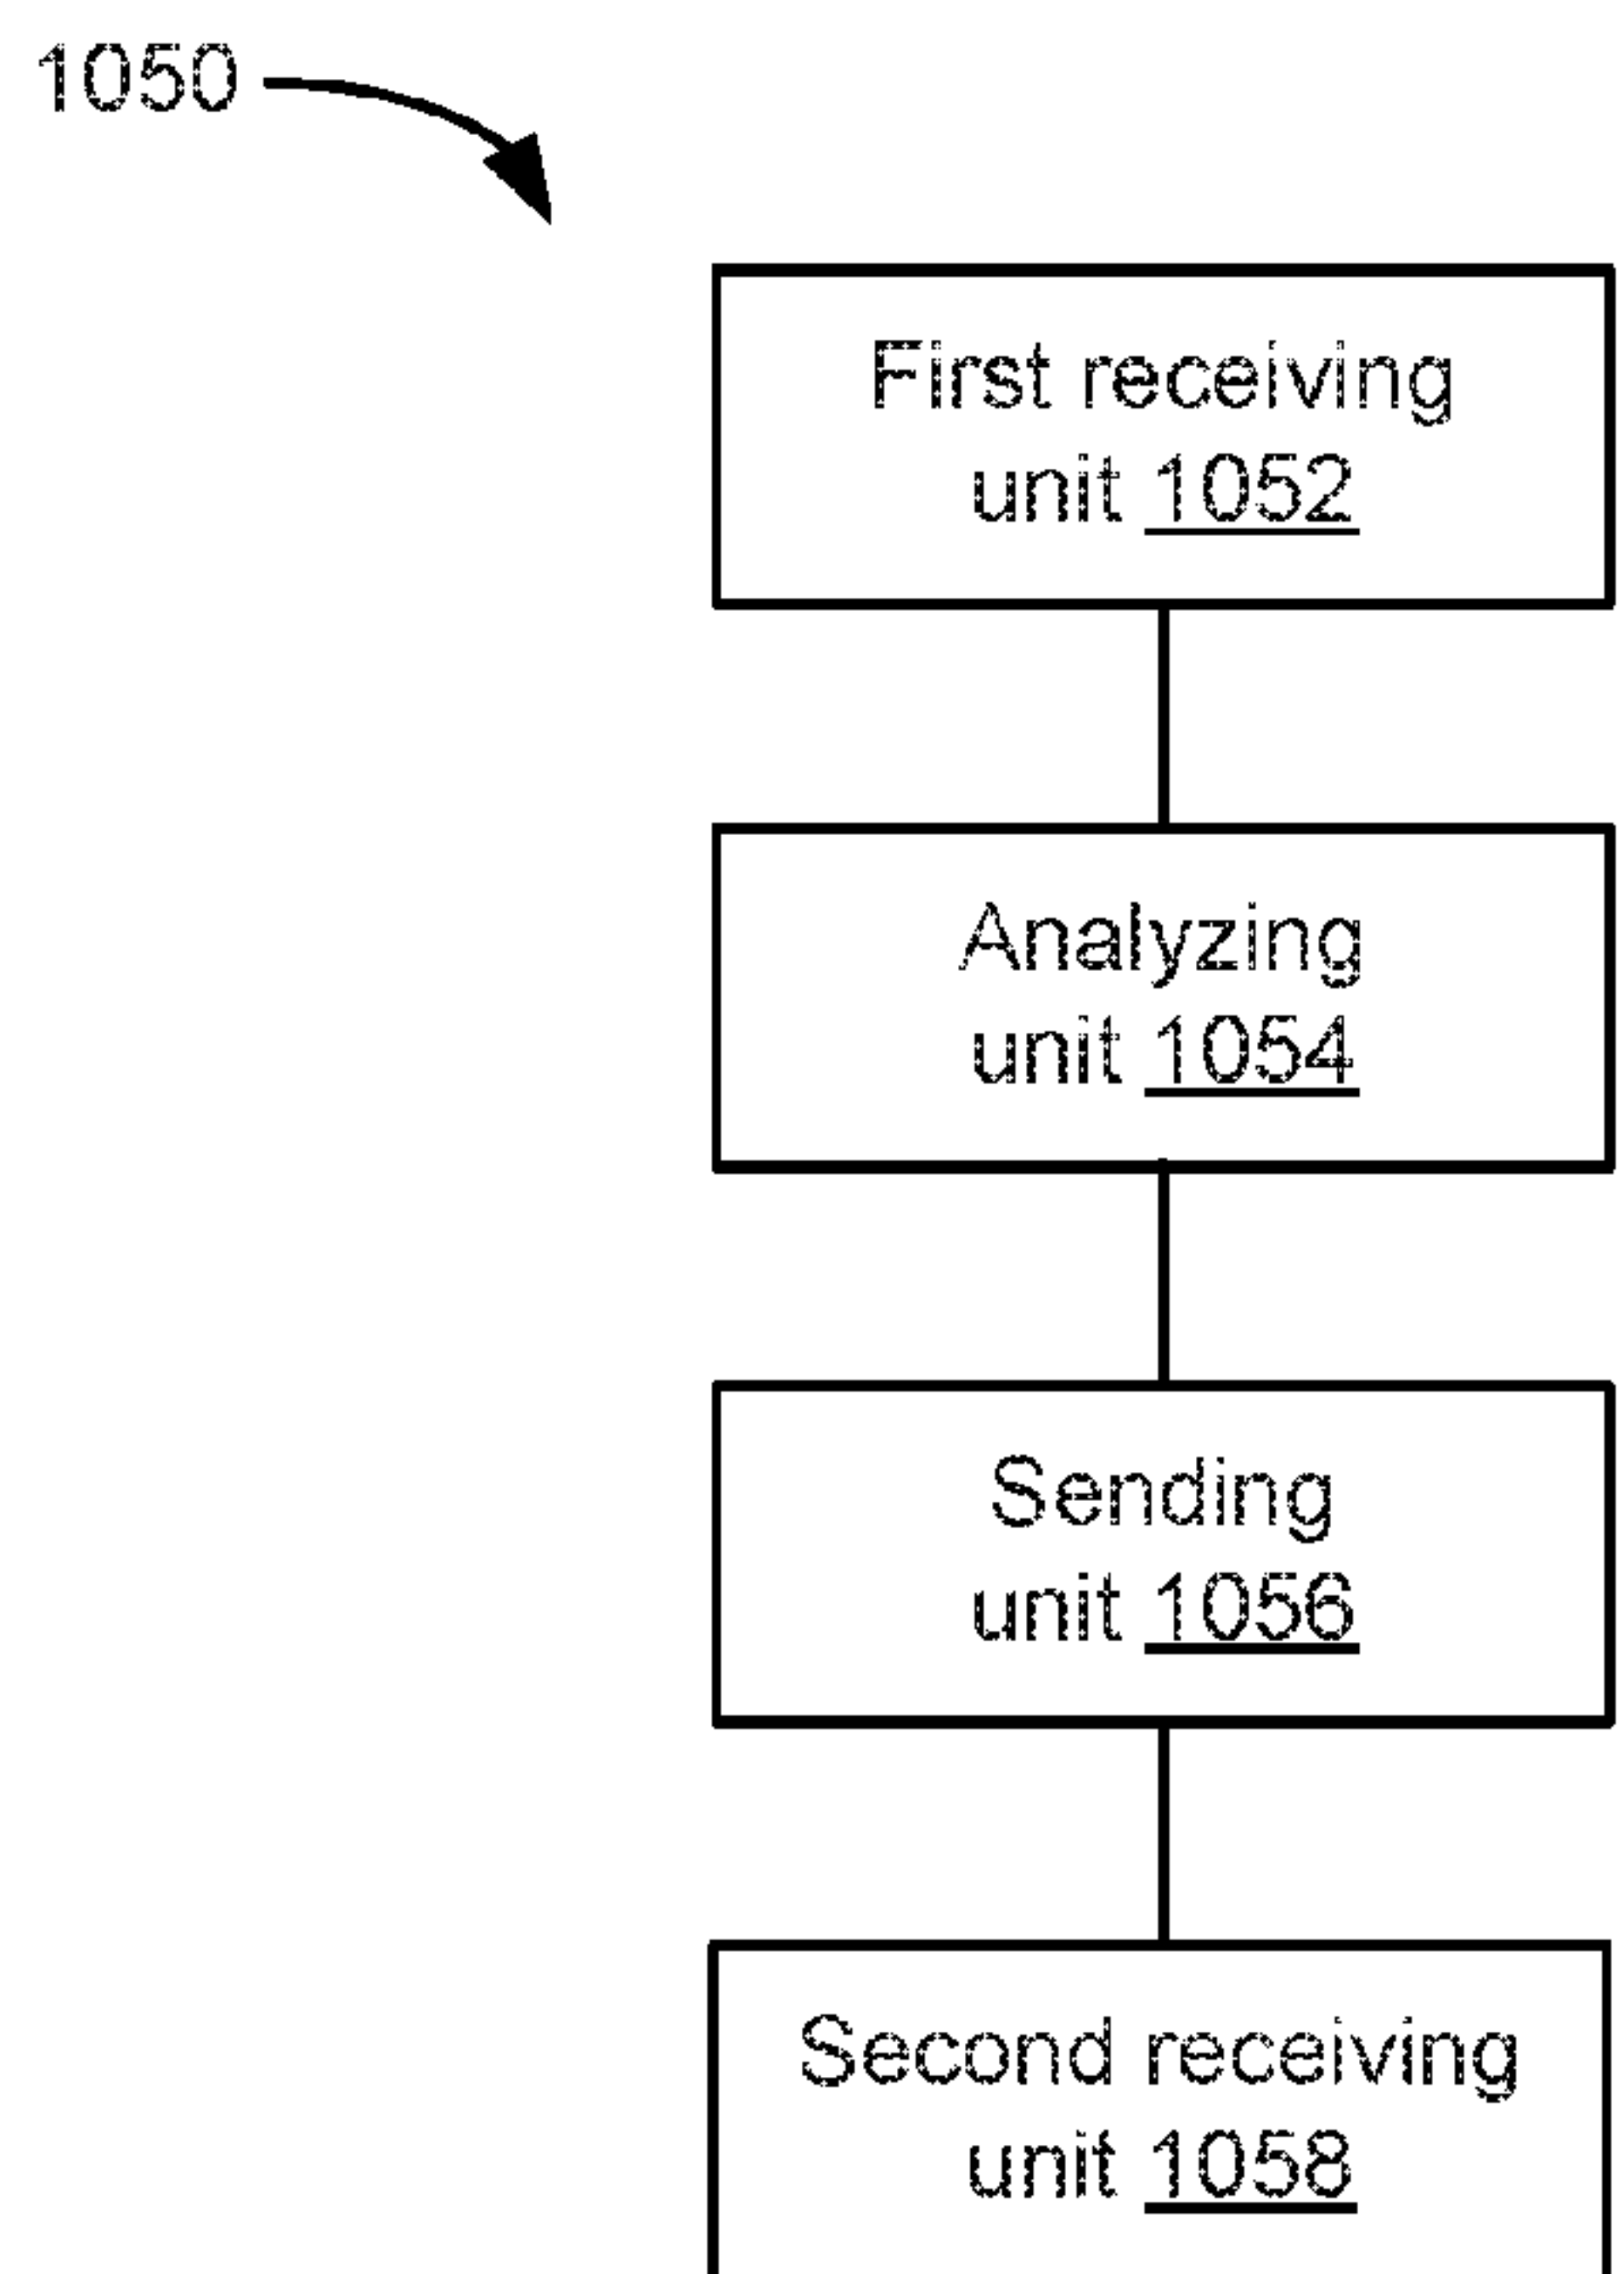 1050
First receiving
unit 1052
Analyzing
unit 1054
Sending
unit 1056
Second receiving
unit 1058